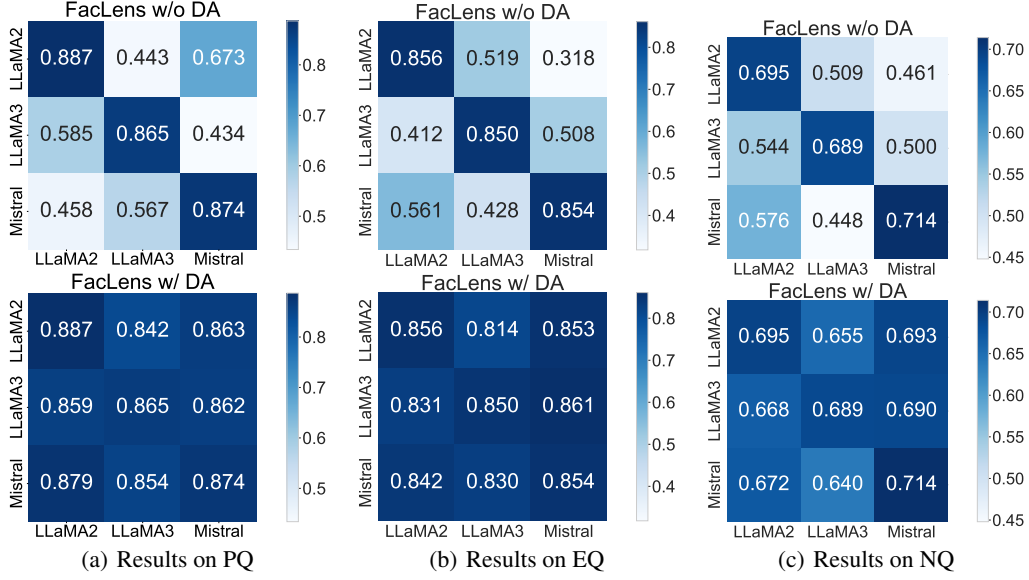 FacLens w/o DA
LLaMA2
LLaMA3
Mistral
0.887 0.443 0.673
0.585 0.865 0.434
0.458 0.567 0.874
LLaMA2 LLaMA3 Mistral
0.8
0.7
0.6
0.5
FacLens w/o DA
LLaMA2
LLaMA3
Mistral
0.856 0.519 0.318
0.412 0.850 0.508
0.561 0.428 0.854
LLaMA2 LLaMA3 Mistral
0.8
0.7
0.6
0.5
0.4
FacLens w/o DA
LLaMA2
LLaMA3
Mistral
0.695 0.509 0.461
0.544 0.689 0.500
0.576 0.448 0.714
LLaMA2 LLaMA3 Mistral
0.70
0.65
0.60
0.55
0.50
0.45
FacLens w/ DA
LLaMA2
LLaMA3
Mistral
0.887 0.842 0.863
0.859 0.865 0.862
0.879 0.854 0.874
LLaMA2 LLaMA3 Mistral
0.8
0.7
0.6
0.5
FacLens w/ DA
LLaMA2
LLaMA3
Mistral
0.856 0.814 0.853
0.831 0.850 0.861
0.842 0.830 0.854
LLaMA2 LLaMA3 Mistral
0.8
0.7
0.6
0.5
0.4
FacLens w/ DA
LLaMA2
LLaMA3
Mistral
0.695 0.655 0.693
0.668 0.689 0.690
0.672 0.640 0.714
LLaMA2 LLaMA3 Mistral
0.70
0.65
0.60
0.55
0.50
0.45
(a) Results on PQ
(b) Results on EQ
(c) Results on NQ